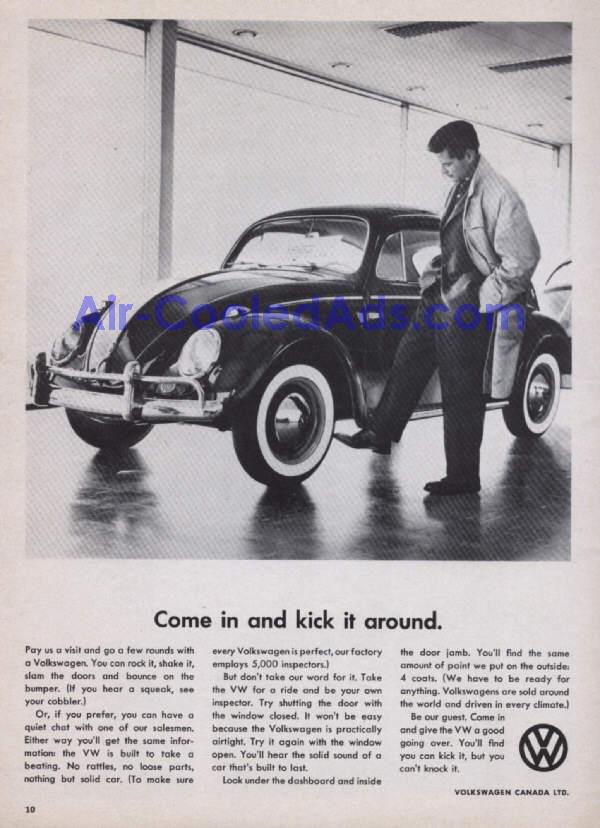 Air-CooledAds.com
Come in and kick it around.
Pay us a visit and go a few rounds with
a Volkswagen. You can rock it, shake it,
slam the doors and bounce on the
bumper. (If you hear a squeak, see
your cobbler.)
Or, if you prefer, you can have a
quiet chat with one of our salesmen.
Either way you'll get the same infor-
mation: the VW is built to take a
beating. No rattles, no loose parts,
nothing but solid car. (To make sure
every Volkswagen is perfect, our factory
employs 5,000 inspectors.)
But don't take our word for it. Take
the VW for a ride and be your own
inspector. Try shutting the door with
the window closed. It won't be easy
because the Volkswagen is practically
airtight. Try it again with the window
open. You'll hear the solid sound of a
car that's built to last.
Look under the dashboard and inside
the door jamb. You'll find the same
amount of paint we put on the outside:
4 coats. (We have to be ready for
anything. Volkswagens are sold around
the world and driven in every climate.)
Be our guest. Come in
and give the VW a good
going over. You'll find
you can kick it, but you
can't knock it.
VW
VOLKSWAGEN CANADA LTD.
10